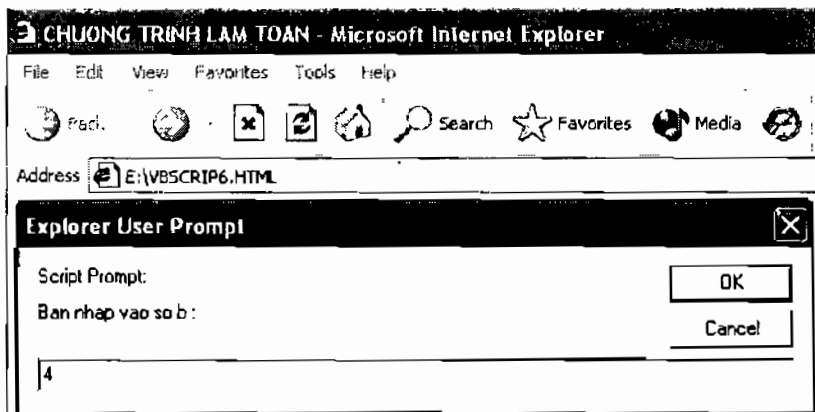 CHUONG TRINH LAM TOAN - Microsoft Internet Explorer
File Edit View Favorites Tools Help
Search Favorites Media
Address E:\VBSCRIP6.HTML
Explorer User Prompt
Script Prompt:
OK
Ban nhap vao so b :
Cancel
4